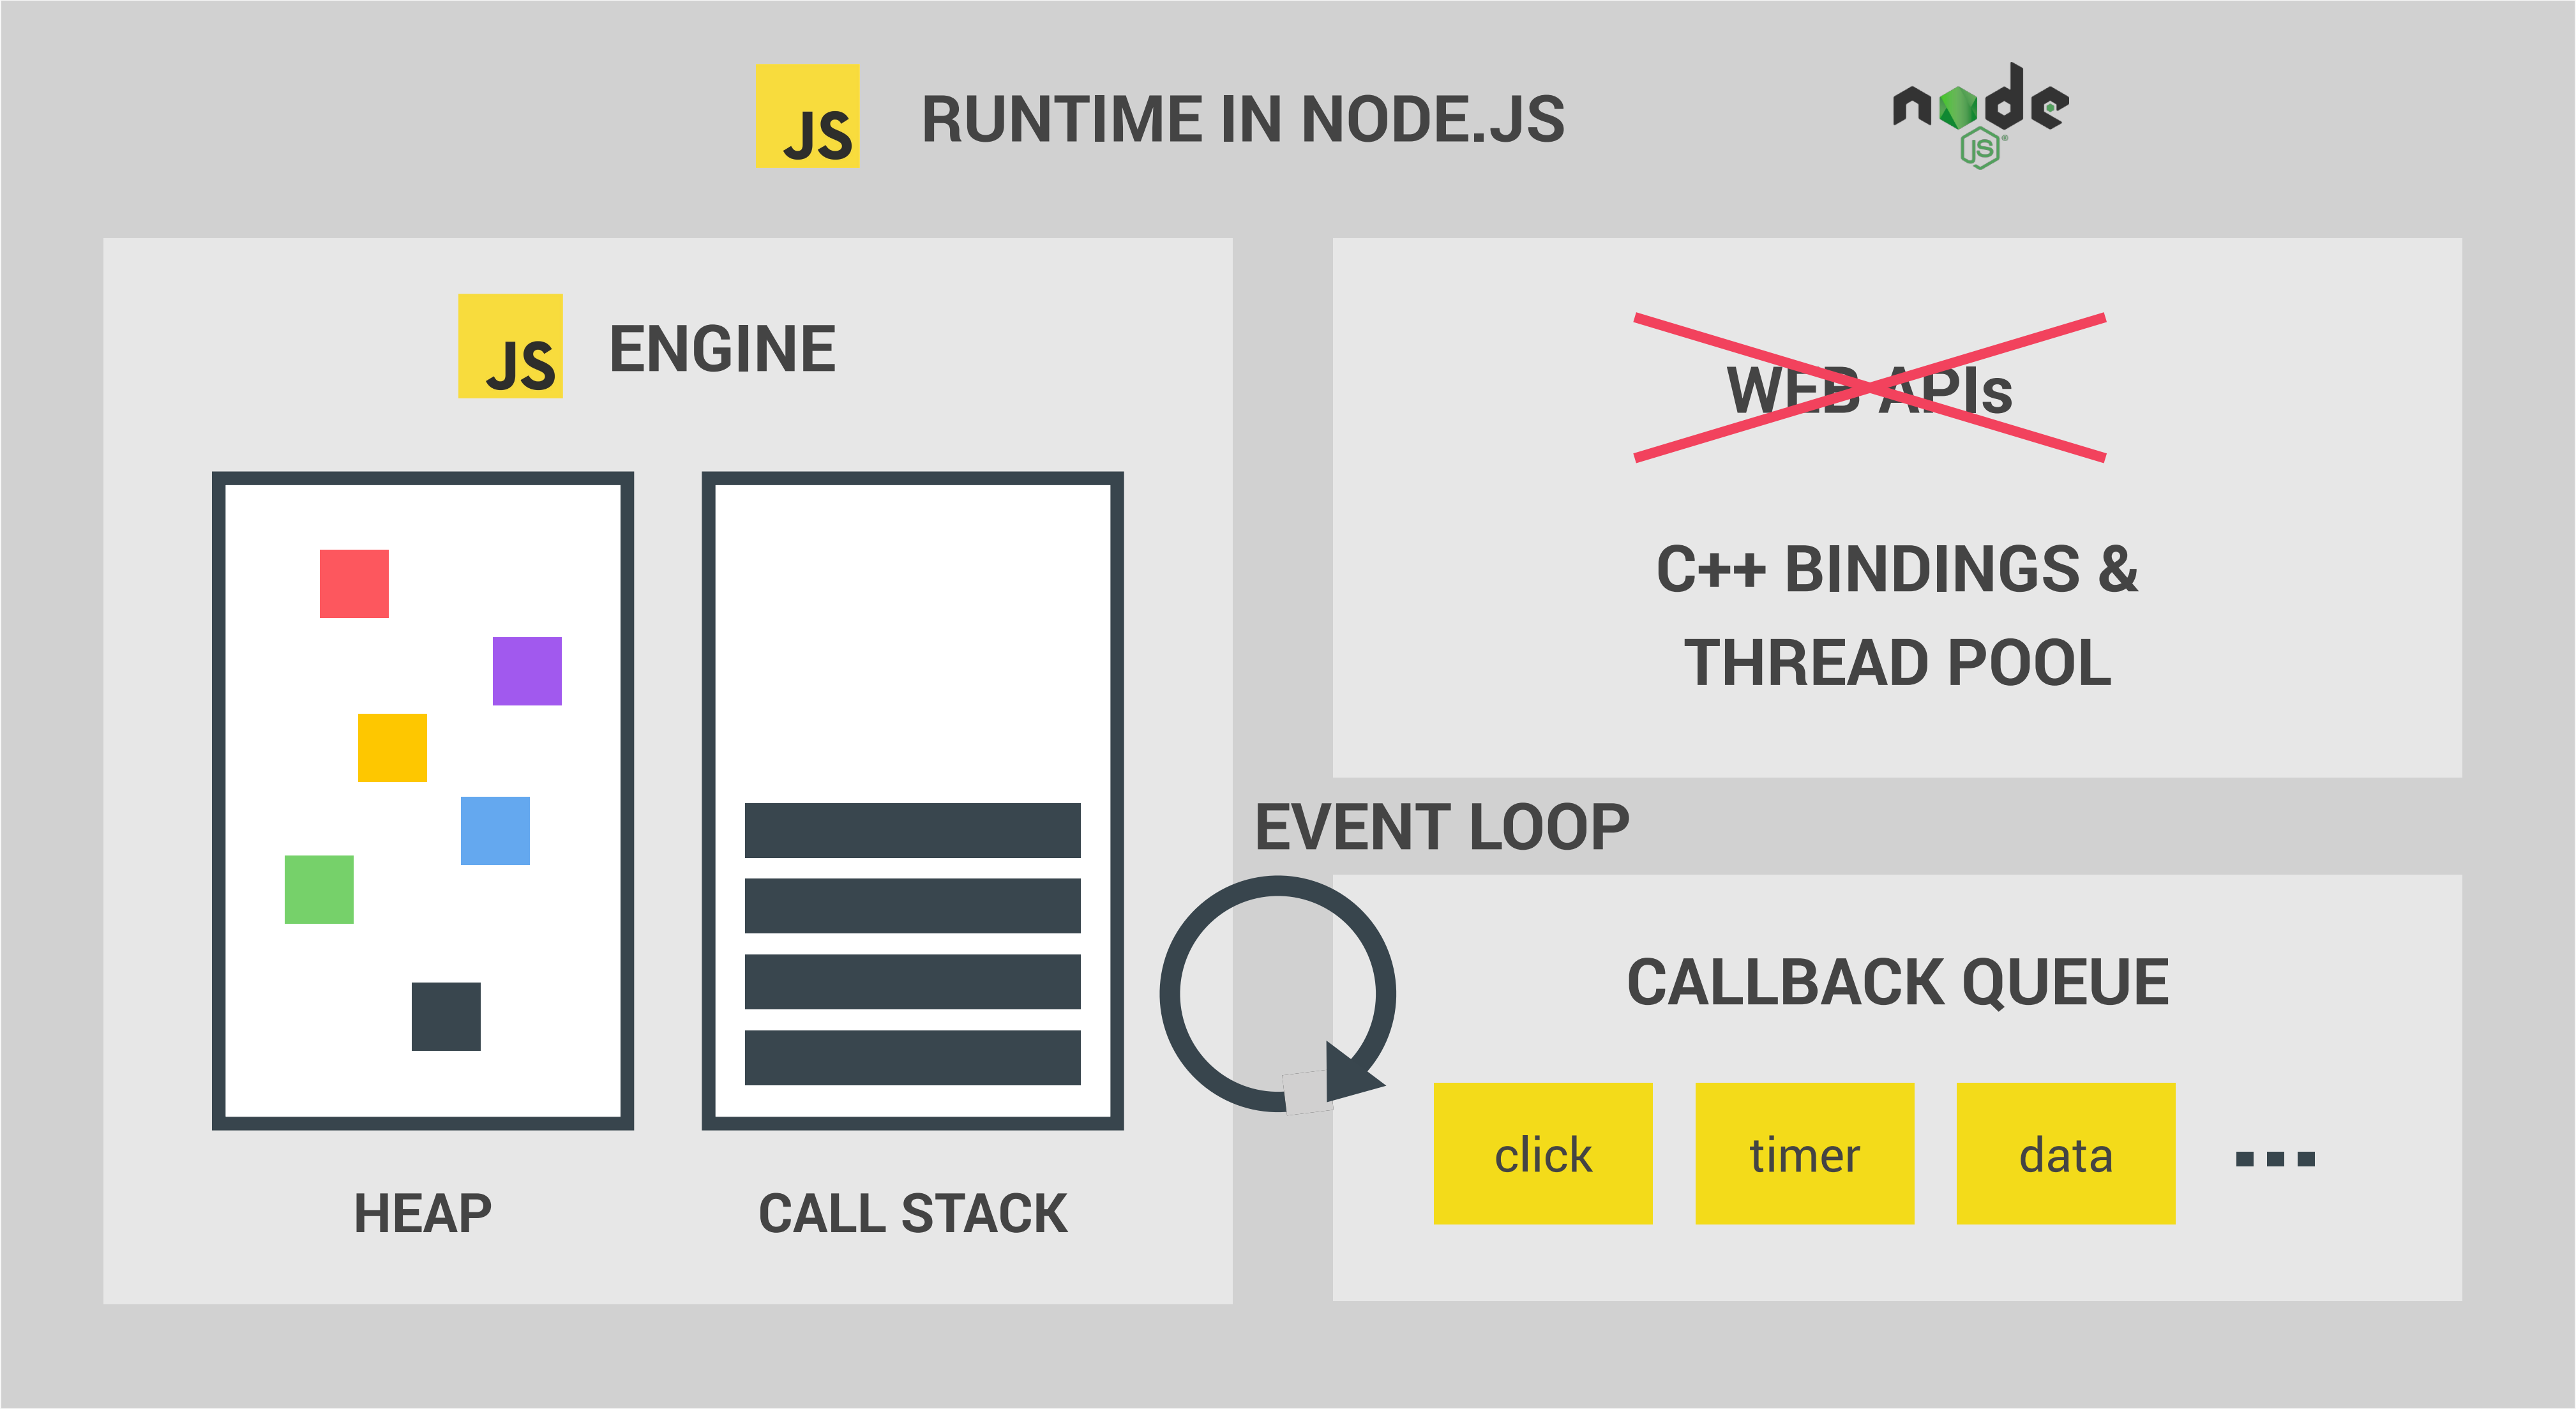 JS RUNTIME IN NODE.JS
node
JS
JS ENGINE
WEB APIs
C++ BINDINGS &
THREAD POOL
EVENT LOOP
CALLBACK QUEUE
click timer data ...
HEAP CALL STACK